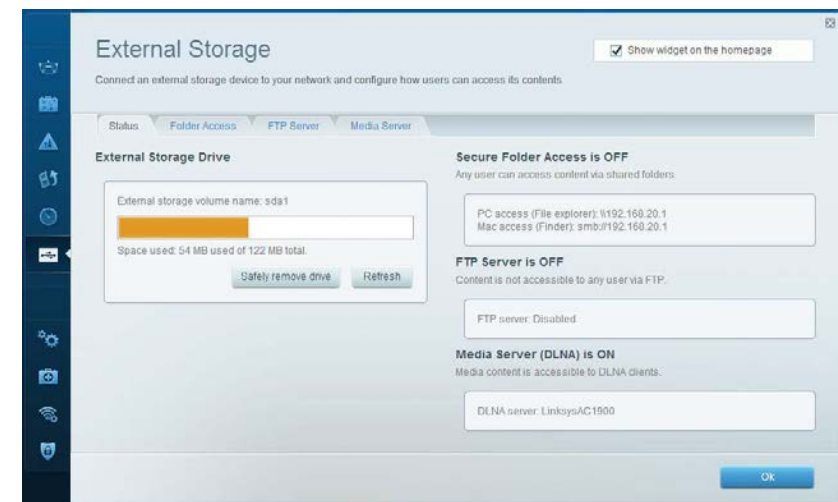 External Storage
Show widget on the homepage
Connect an external storage device to your network and configure how users can access its contents.
Status
Folder Access
FTP Server
Media Server
External Storage Drive
External storage volume name: sda1
Space used: 54 MB used of 122 MB total.
Safely remove drive
Refresh
Secure Folder Access is OFF
Any user can access content via shared folders.
PC access (File explorer): \\192.168.20.1
Mac access (Finder): smb://192.168.20.1
FTP Server is OFF
Content is not accessible to any user via FTP.
FTP server: Disabled
Media Server (DLNA) is ON
Media content is accessible to DLNA clients.
DLNA server: LinksysAC1900
Ok